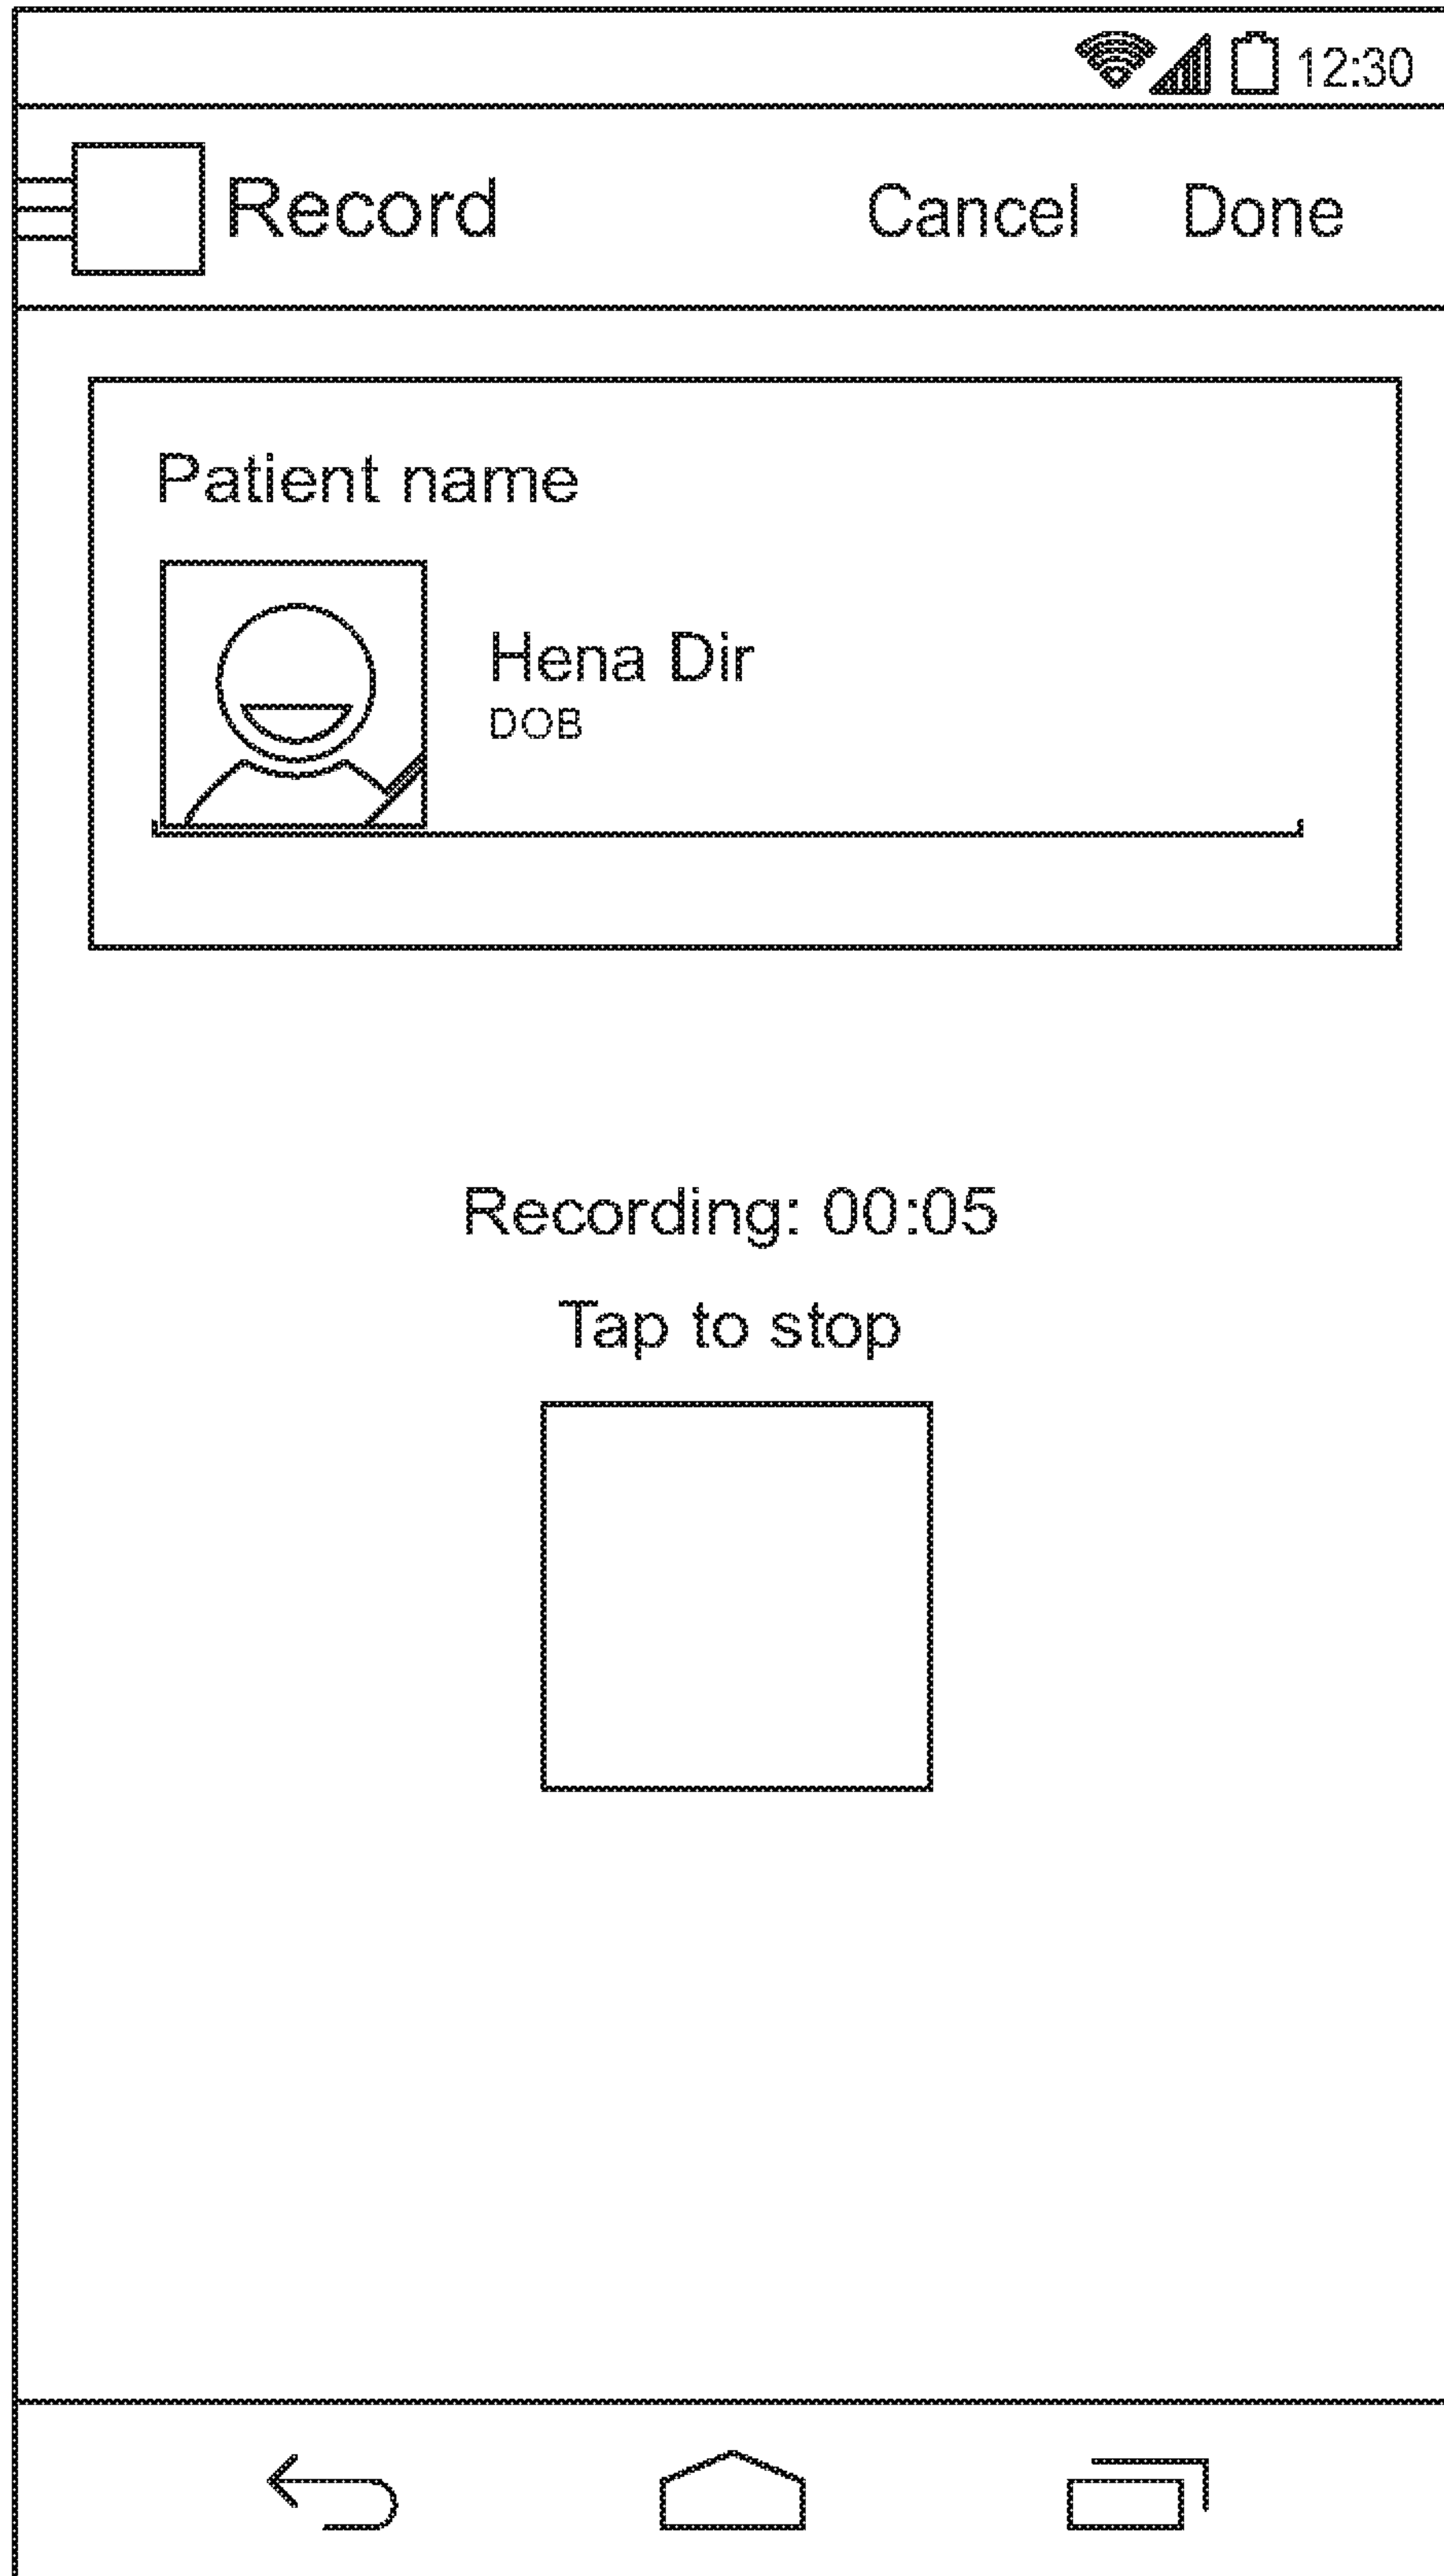 12:30
Record Cancel Done
Patient name
Hena Dir
DOB
Recording: 00:05
Tap to stop